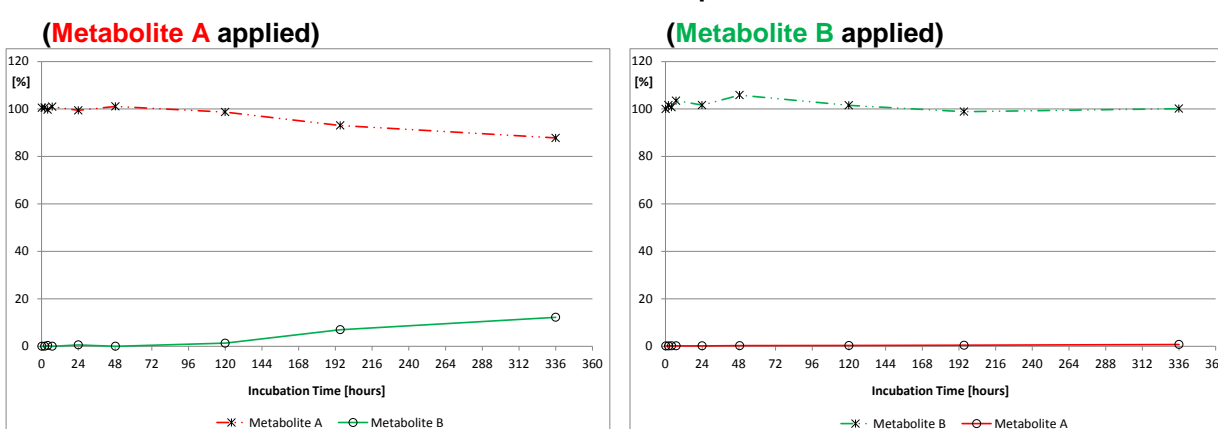 (Metabolite A applied)
120
[%]
100
80
60
40
20
0
0 24 48 72 96 120 144 168 192 216 240 264 288 312 336 360
Incubation Time [hours]
Metabolite A Metabolite B
(Metabolite B applied)
120
[%]
100
80
60
40
20
0
0 24 48 72 96 120 144 168 192 216 240 264 288 312 336 36
Incubation Time [hours]
Metabolite B Metabolite A